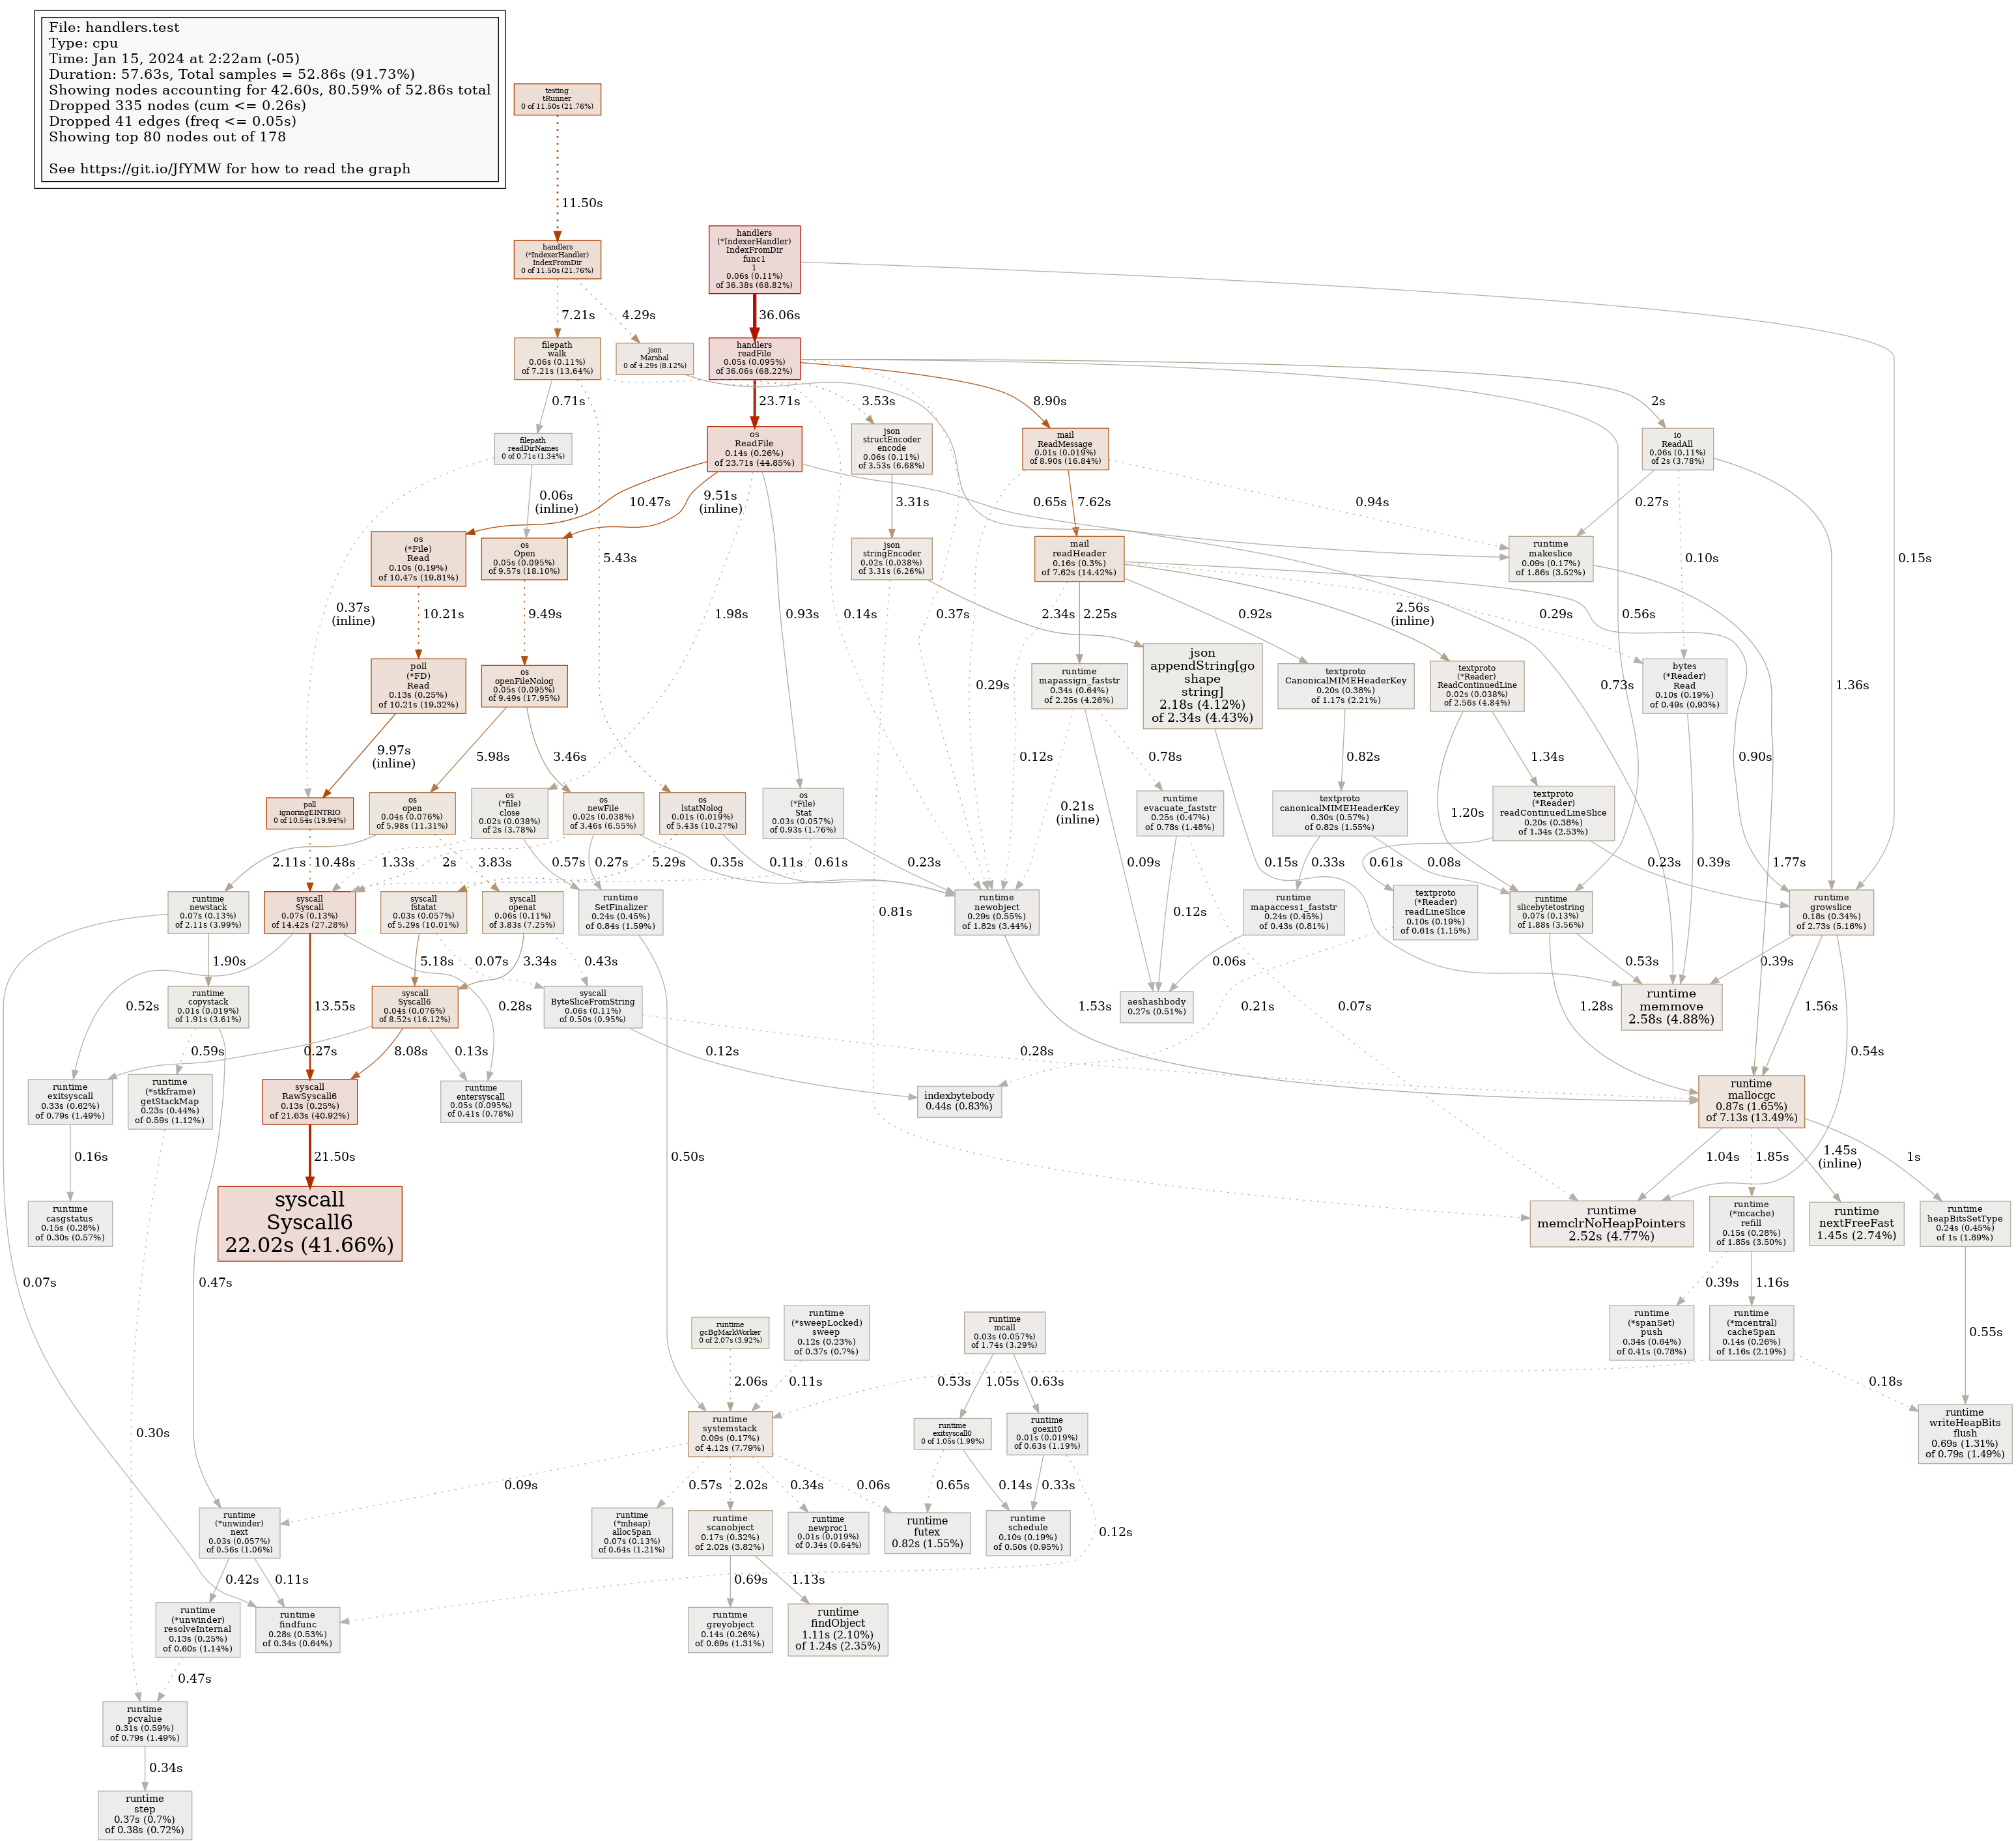 File: handlers.test
Type: cpu
Time: Jan 15, 2024 at 2:22am (-05)
Duration: 57.63s, Total samples = 52.86s (91.73%)
Showing nodes accounting for 42.60s, 80.59% of 52.86s total
Dropped 335 nodes (cum <= 0.26s)
Dropped 41 edges (freq <= 0.05s)
Showing top 80 nodes out of 178
See https://git.io/JfYMW for how to read the graph
testing
tRunner
0 of 11.50s (21.76%)
11.50s
handlers
(*IndexerHandler)
IndexFromDir
0 of 11.50s (21.76%)
handlers
(*IndexerHandler)
IndexFromDir
func1
1
0.06s (0.11%)
of 36.38s (68.82%)
7.21s
4.29s
36.06s
filepath
walk
0.06s (0.11%)
of 7.21s (13.64%)
json
Marshal
0 of 4.29s (8.12%)
handlers
readFile
0.05s (0.095%)
of 36.06s (68.22%)
0.71s
23.71s
3.53s
8.90s
2s
filepath
readDirNames
0 of 0.71s (1.34%)
os
ReadFile
0.14s (0.26%)
of 23.71s (44.85%)
json
structEncoder
encode
0.06s (0.11%)
of 3.53s (6.68%)
mail
ReadMessage
0.01s (0.019%)
of 8.90s (16.84%)
io
ReadAll
0.06s (0.11%)
of 2s (3.78%)
0.06s
(inline)
10.47s
9.51s
(inline)
3.31s
0.65s
7.62s
0.94s
0.27s
os
(*File)
Read
0.10s (0.19%)
of 10.47s (19.81%)
os
Open
0.05s (0.095%)
of 9.57s (18.10%)
5.43s
json
stringEncoder
0.02s (0.038%)
of 3.31s (6.26%)
mail
readHeader
0.16s (0.3%)
of 7.62s (14.42%)
runtime
makeslice
0.09s (0.17%)
of 1.86s (3.52%)
0.10s
0.15s
0.37s
(inline)
10.21s
9.49s
1.98s
0.93s
0.14s
0.37s
2.34s
2.25s
0.92s
2.56s
(inline)
0.29s
0.56s
poll
(*FD)
Read
0.13s (0.25%)
of 10.21s (19.32%)
os
openFileNolog
0.05s (0.095%)
of 9.49s (17.95%)
0.29s
runtime
mapassign_faststr
0.34s (0.64%)
of 2.25s (4.26%)
json
appendString[go
shape
string]
2.18s (4.12%)
of 2.34s (4.43%)
textproto
CanonicalMIMEHeaderKey
0.20s (0.38%)
of 1.17s (2.21%)
textproto
(*Reader)
ReadContinuedLine
0.02s (0.038%)
of 2.56s (4.84%)
0.73s
bytes
(*Reader)
Read
0.10s (0.19%)
of 0.49s (0.93%)
1.36s
9.97s
(inline)
5.98s
3.46s
0.12s
0.78s
0.82s
1.34s
0.90s
poll
ignoringEINTRIO
0 of 10.54s (19.94%)
os
open
0.04s (0.076%)
of 5.98s (11.31%)
os
(*file)
close
0.02s (0.038%)
of 2s (3.78%)
os
newFile
0.02s (0.038%)
of 3.46s (6.55%)
os
lstatNolog
0.01s (0.019%)
of 5.43s (10.27%)
os
(*File)
Stat
0.03s (0.057%)
of 0.93s (1.76%)
0.21s
(inline)
runtime
evacuate_faststr
0.25s (0.47%)
of 0.78s (1.48%)
textproto
canonicalMIMEHeaderKey
0.30s (0.57%)
of 0.82s (1.55%)
1.20s
textproto
(*Reader)
readContinuedLineSlice
0.20s (0.38%)
of 1.34s (2.53%)
2.11s
10.48s
1.33s
3.83s
2s
0.57s
0.27s
5.29s
0.35s
0.11s
0.61s
0.23s
0.09s
0.15s
0.33s
0.08s
0.61s
0.23s
0.39s
1.77s
runtime
newstack
0.07s (0.13%)
of 2.11s (3.99%)
syscall
Syscall
0.07s (0.13%)
of 14.42s (27.28%)
syscall
fstatat
0.03s (0.057%)
of 5.29s (10.01%)
syscall
openat
0.06s (0.11%)
of 3.83s (7.25%)
runtime
SetFinalizer
0.24s (0.45%)
of 0.84s (1.59%)
0.81s
runtime
newobject
0.29s (0.55%)
of 1.82s (3.44%)
0.12s
runtime
mapaccess1_faststr
0.24s (0.45%)
of 0.43s (0.81%)
textproto
(*Reader)
readLineSlice
0.10s (0.19%)
of 0.61s (1.15%)
runtime
slicebytetostring
0.07s (0.13%)
of 1.88s (3.56%)
runtime
growslice
0.18s (0.34%)
of 2.73s (5.16%)
1.90s
5.18s
0.07s
3.34s
0.43s
0.06s
0.53s
0.39s
runtime
copystack
0.01s (0.019%)
of 1.91s (3.61%)
0.52s
13.55s
syscall
Syscall6
0.04s (0.076%)
of 8.52s (16.12%)
0.28s
syscall
ByteSliceFromString
0.06s (0.11%)
of 0.50s (0.95%)
1.53s
aeshashbody
0.27s (0.51%)
0.21s
0.07s
1.28s
runtime
memmove
2.58s (4.88%)
1.56s
0.59s
0.27s
8.08s
0.13s
0.12s
0.28s
0.54s
runtime
exitsyscall
0.33s (0.62%)
of 0.79s (1.49%)
runtime
(*stkframe)
getStackMap
0.23s (0.44%)
of 0.59s (1.12%)
syscall
RawSyscall6
0.13s (0.25%)
of 21.63s (40.92%)
runtime
entersyscall
0.05s (0.095%)
of 0.41s (0.78%)
indexbytebody
0.44s (0.83%)
runtime
mallocgc
0.87s (1.65%)
of 7.13s (13.49%)
0.16s
21.50s
0.50s
1.04s
1.85s
1.45s
(inline)
1s
runtime
casgstatus
0.15s (0.28%)
of 0.30s (0.57%)
syscall
Syscall6
22.02s (41.66%)
runtime
memclrNoHeapPointers
2.52s (4.77%)
runtime
(*mcache)
refill
0.15s (0.28%)
of 1.85s (3.50%)
runtime
nextFreeFast
1.45s (2.74%)
runtime
heapBitsSetType
0.24s (0.45%)
of 1s (1.89%)
0.07s
0.47s
0.39s
1.16s
0.55s
runtime
gcBgMarkWorker
0 of 2.07s (3.92%)
runtime
(*sweepLocked)
sweep
0.12s (0.23%)
of 0.37s (0.7%)
runtime
mcall
0.03s (0.057%)
of 1.74s (3.29%)
runtime
(*spanSet)
push
0.34s (0.64%)
of 0.41s (0.78%)
runtime
(*mcentral)
cacheSpan
0.14s (0.26%)
of 1.16s (2.19%)
2.06s
0.11s
0.53s
1.05s
0.63s
0.18s
0.30s
runtime
systemstack
0.09s (0.17%)
of 4.12s (7.79%)
runtime
exitsyscall0
0 of 1.05s (1.99%)
runtime
goexit0
0.01s (0.019%)
of 0.63s (1.19%)
runtime
writeHeapBits
flush
0.69s (1.31%)
of 0.79s (1.49%)
0.09s
0.57s
2.02s
0.34s
0.06s
0.65s
0.14s
0.33s
0.12s
runtime
(*unwinder)
next
0.03s (0.057%)
of 0.56s (1.06%)
runtime
(*mheap)
allocSpan
0.07s (0.13%)
of 0.64s (1.21%)
runtime
scanobject
0.17s (0.32%)
of 2.02s (3.82%)
runtime
newproc1
0.01s (0.019%)
of 0.34s (0.64%)
runtime
futex
0.82s (1.55%)
runtime
schedule
0.10s (0.19%)
of 0.50s (0.95%)
0.42s
0.11s
0.69s
1.13s
runtime
(*unwinder)
resolveInternal
0.13s (0.25%)
of 0.60s (1.14%)
runtime
findfunc
0.28s (0.53%)
of 0.34s (0.64%)
runtime
greyobject
0.14s (0.26%)
of 0.69s (1.31%)
runtime
findObject
1.11s (2.10%)
of 1.24s (2.35%)
0.47s
runtime
pcvalue
0.31s (0.59%)
of 0.79s (1.49%)
0.34s
runtime
step
0.37s (0.7%)
of 0.38s (0.72%)